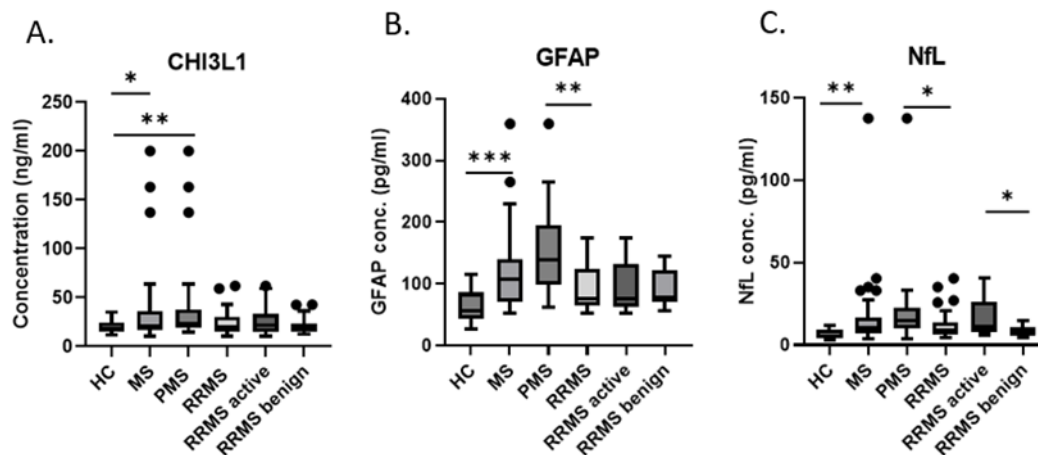 A.
CHI3L1
Concentration (ng/ml)
250
200
150
100
50
0
*
**
HC
MS
PMS
RRMS
RRMS active
RRMS benign
B.
GFAP
GFAP conc. (pg/ml)
400
300
200
100
0
***
**
HC
MS
PMS
RRMS
RRMS active
RRMS benign
C.
NfL
NfL conc. (pg/ml)
150
100
50
0
**
*
*
HC
MS
PMS
RRMS
RRMS active
RRMS benign